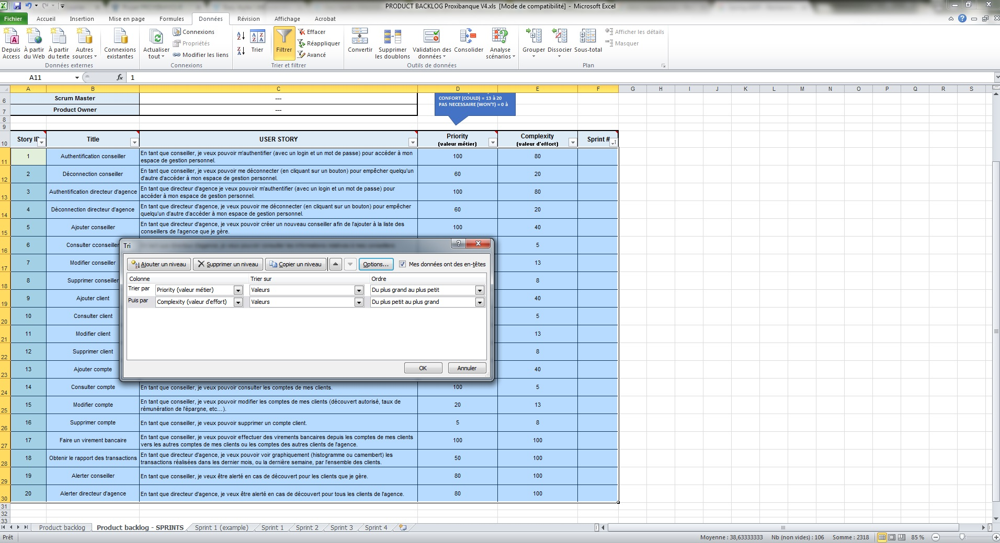 PRODUCT BACKLOG Proxibanque V4.xls [Mode de compatibilité] - Microsoft Excel
Fichier Accueil Insertion Mise en page Formules Données Révision Affichage Acrobat
Depuis Access
À partir du Web
À partir du texte
Autres sources
Connexions existantes
Données externes
Actualiser tout
Connexions
Propriétés
Modifier les liens
Connexions
Trier
Filtrer
Effacer
Réappliquer
Avancé
Trier et filtrer
Convertir
Supprimer les doublons
Validation des données
Consolider
Analyse scénarios
Outils de données
Grouper
Dissocier
Sous-total
Afficher les détails
Masquer
Plan
A11 fx 1
A B C D E F G H I J K L M N O P Q R S
6 Scrum Master ---
CONFORT (COULD) = 13 à 20
PAS NECESSAIRE (WON'T) = 0 à
7 Product Owner ---
8
9
10 Story ID Title USER STORY Priority (valeur métier) Complexity (valeur d'effort) Sprint #
11 1 Authentification conseiller En tant que conseiller, je veux pouvoir m'authentifier (avec un login et un mot de passe) pour accéder à mon espace de gestion personnel. 100 80
12 2 Déconnection conseiller En tant que conseiller, je veux pouvoir me déconnecter (en cliquant sur un bouton) pour empêcher quelqu'un d'autre d'accéder à mon espace de gestion personnel. 60 20
13 3 Authentification directeur d'agence En tant que directeur d'agence je veux pouvoir m'authentifier (avec un login et un mot de passe) pour accéder à mon espace de gestion personnel. 100 80
14 4 Déconnection directeur d'agence En tant que directeur d'agence, je veux pouvoir me déconnecter (en cliquant sur un bouton) pour empêcher quelqu'un d'autre d'accéder à mon espace de gestion personnel. 60 20
15 5 Ajouter conseiller En tant que directeur d'agence, je veux pouvoir créer un nouveau conseiller afin de l'ajouter à la liste des conseillers de l'agence que je gère. 100 40
16 6 Consulter cconseiller 5
17 7 Modifier conseiller 13
18 8 Supprimer conseiller 8
19 9 Ajouter client 40
20 10 Consulter client 5
21 11 Modifier client 13
22 12 Supprimer client 8
23 13 Ajouter compte 40
Tri
Ajouter un niveau Supprimer un niveau Copier un niveau Options... Mes données ont des en-têtes
Colonne Trier sur Ordre
Trier par Priority (valeur métier) Valeurs Du plus grand au plus petit
Puis par Complexity (valeur d'effort) Valeurs Du plus petit au plus grand
OK Annuler
24 14 Consulter compte En tant que conseiller, je veux pouvoir consulter les comptes de mes clients. 100 5
25 15 Modifier compte En tant que conseiller, je veux pouvoir modifier les comptes de mes clients (découvert autorisé, taux de rémunération de l'épargne, etc...). 20 13
26 16 Supprimer compte En tant que conseiller, je veux pouvoir supprimer un compte client. 5 8
27 17 Faire un virement bancaire En tant que conseiller, je veux pouvoir effectuer des virements bancaires depuis les comptes de mes clients vers les autres comptes de mes clients ou les comptes des autres clients de l'agence. 100 100
28 18 Obtenir le rapport des transactions En tant que directeur d'agence, je veux pouvoir voir graphiquement (histogramme ou camembert) les transactions réalisées dans les dernier mois, ou la dernière semaine, par l'ensemble des clients. 50 100
29 19 Alerter conseiller En tant que conseiller, je veux être alerté en cas de découvert pour les clients que je gère. 80 100
30 20 Alerter directeur d'agence En tant que directeur d'agence, je veux être alerté en cas de découvert pour tous les clients de l'agence. 80 100
31
32
33
Product backlog Product backlog - SPRINTS Sprint 1 (example) Sprint 1 Sprint 2 Sprint 3 Sprint 4
Prêt Moyenne : 38,63333333 Nb (non vides) : 106 Somme : 2318 85 %